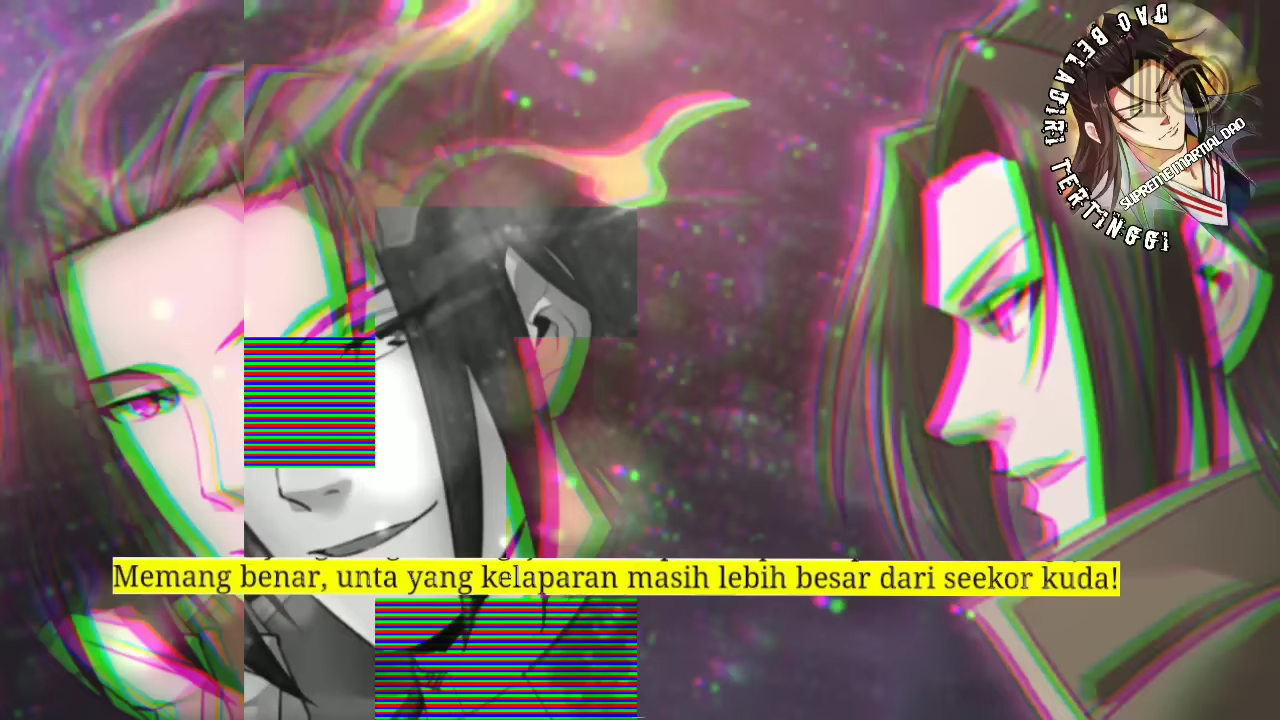 DAO BELADIRI TERTINGGI
SUPREME MARTIAL DAO
Memang benar, unta yang kelaparan masih lebih besar dari seekor kuda!